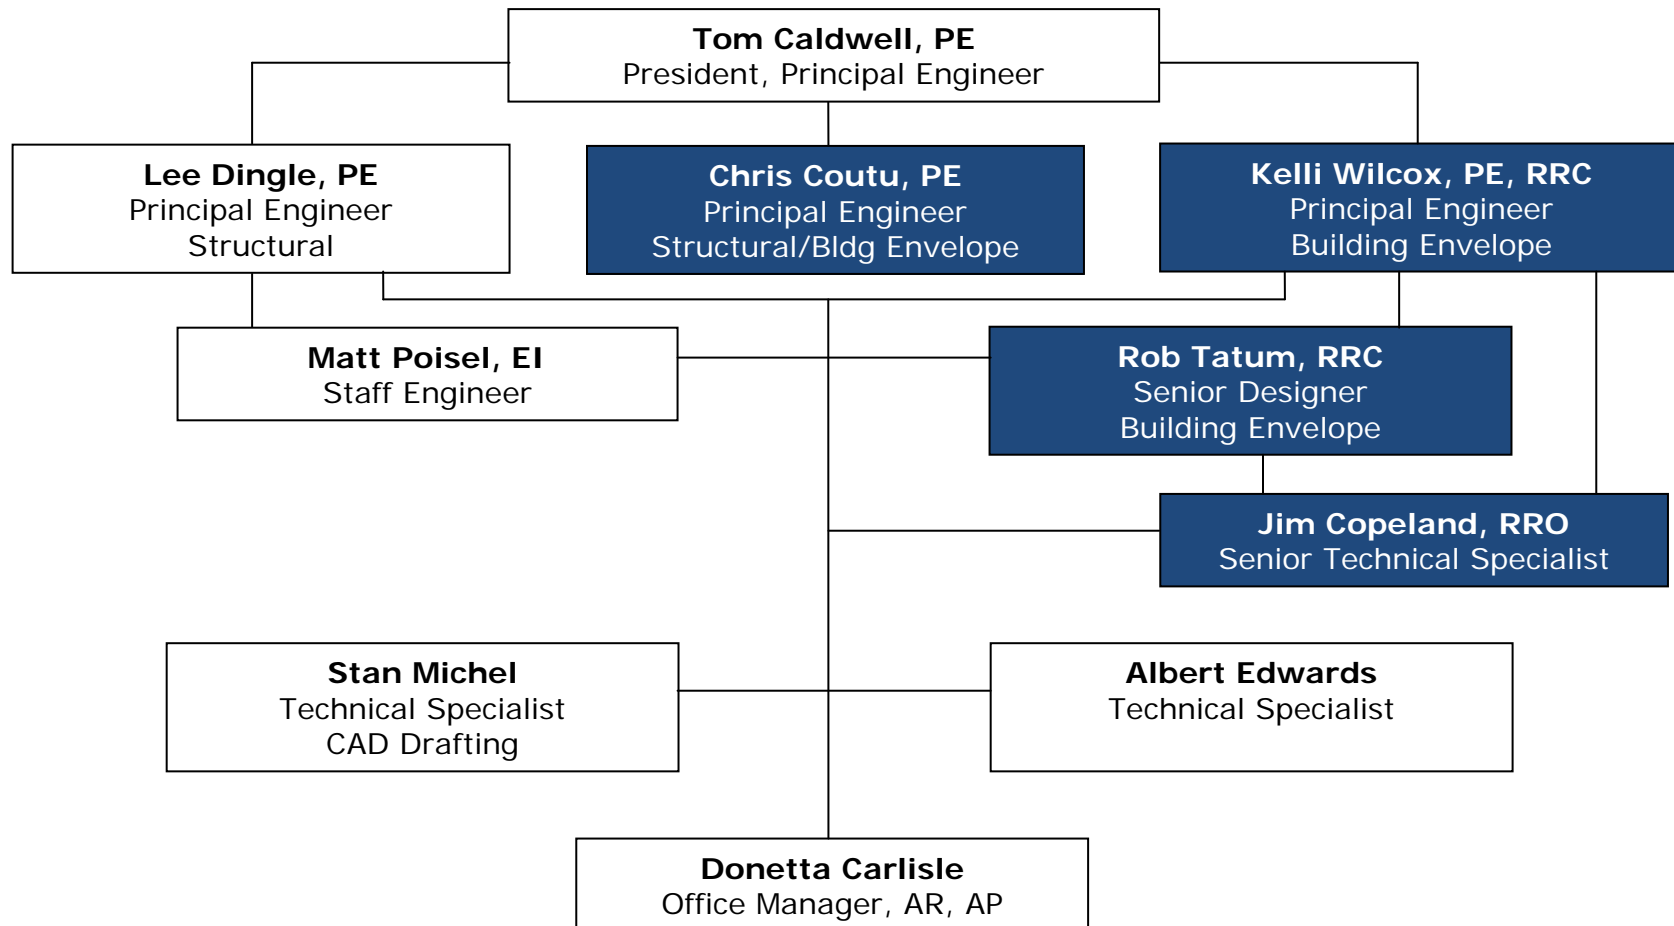 Tom Caldwell, PE
President, Principal Engineer
Lee Dingle, PE
Principal Engineer
Structural
Chris Coutu, PE
Principal Engineer
Structural/Bldg Envelope
Kelli Wilcox, PE, RRC
Principal Engineer
Building Envelope
Matt Poisel, EI
Staff Engineer
Rob Tatum, RRC
Senior Designer
Building Envelope
Jim Copeland, RRO
Senior Technical Specialist
Stan Michel
Technical Specialist
CAD Drafting
Albert Edwards
Technical Specialist
Donetta Carlisle
Office Manager, AR, AP